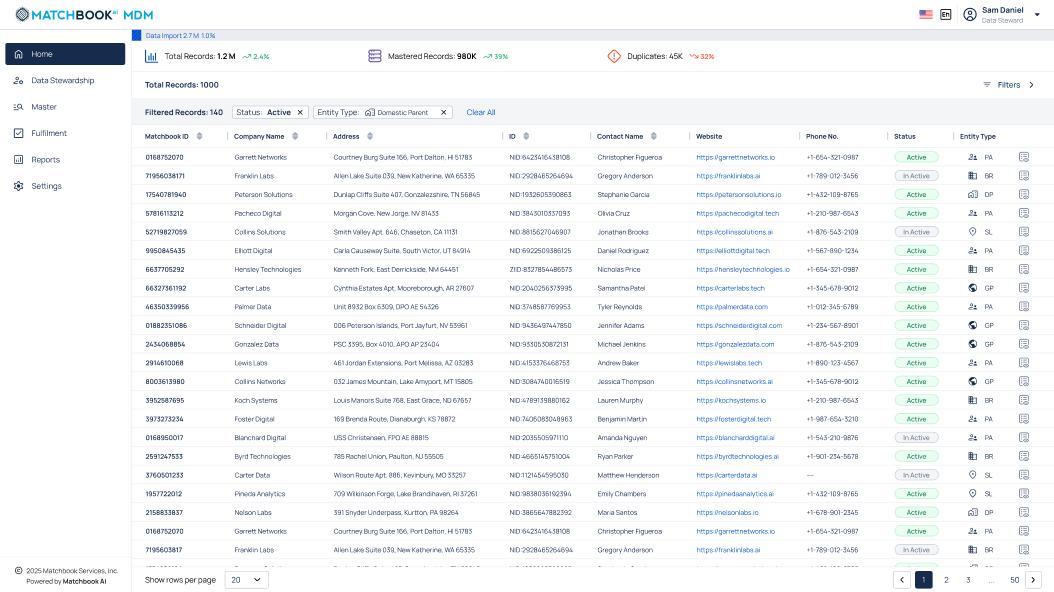 MATCHBOOK ai MDM
En
Sam Daniel
Data Steward
Data Import 2.7 M 1.0%
Home
Data Stewardship
Master
Fulfilment
Reports
Settings
Total Records: 1.2 M 2.4%
Mastered Records: 980K 39%
Duplicates: 45K 32%
Total Records: 1000
Filters
Filtered Records: 140 Status: Active Entity Type: Domestic Parent Clear All
Matchbook ID Company Name Address ID Contact Name Website Phone No. Status Entity Type
0168752070 Garrett Networks Courtney Burg Suite 166, Port Dalton, HI 51783 NID:6423416438108 Christopher Figueroa https://garrettnetworks.io +1-654-321-0987 Active PA
71956038171 Franklin Labs Allen Lake Suite 039, New Katherine, WA 65335 NID:2928465264694 Gregory Anderson https://franklinlabs.ai +1-789-012-3456 In Active BR
17540781940 Peterson Solutions Dunlap Cliffs Suite 407, Gonzalezshire, TN 56845 NID:1932605390863 Stephanie Garcia https://petersonsolutions.io +1-432-109-8765 Active DP
57816113212 Pacheco Digital Morgan Cove, New Jorge, NV 81433 NID:3843010337093 Olivia Cruz https://pachecodigital.tech +1-210-987-6543 Active PA
52719827059 Collins Solutions Smith Valley Apt. 646, Chaseton, CA 11131 NID:8815627046907 Jonathan Brooks https://collinssolutions.ai +1-876-543-2109 In Active SL
9950845435 Elliott Digital Carla Causeway Suite, South Victor, UT 84914 NID:6922509386125 Daniel Rodriguez https://elliottdigital.tech +1-567-890-1234 Active PA
6637705292 Hensley Technologies Kenneth Fork, East Derrickside, NM 64451 ZIID:8327854486573 Nicholas Price https://hensleytechnologies.io +1-654-321-0987 Active BR
66327361192 Carter Labs Cynthia Estates Apt, Mooreborough, AR 27607 NID:2040256373995 Samantha Patel https://carterlabs.tech +1-345-678-9012 Active GP
46350339956 Palmer Data Unit 8932 Box 6309, DPO AE 54326 NID:3748587769953 Tyler Reynolds https://palmerdata.com +1-012-345-6789 Active PA
01882351086 Schneider Digital 006 Peterson Islands, Port Jayfurt, NV 53961 NID:9436497447850 Jennifer Adams https://schneiderdigital.com +1-234-567-8901 Active GP
2434068854 Gonzalez Data PSC 3395, Box 4010, APO AP 23404 NID:9330530872131 Michael Jenkins https://gonzalezdata.com +1-876-543-2109 Active GP
2914610068 Lewis Labs 461 Jordan Extensions, Port Melissa, AZ 03283 NID:4153376468753 Andrew Baker https://lewislabs.tech +1-890-123-4567 Active PA
8003613980 Collins Networks 032 James Mountain, Lake Amyport, MT 15805 NID:3084740016519 Jessica Thompson https://collinsnetworks.ai +1-345-678-9012 Active GP
3952587695 Koch Systems Louis Manors Suite 768, East Grace, ND 67657 NID:4789139880162 Lauren Murphy https://kochsystems.io +1-210-987-6543 Active BR
3973273234 Foster Digital 169 Brenda Route, Dianaburgh, KS 78872 NID:7406083048963 Benjamin Martin https://fosterdigital.tech +1-987-654-3210 Active PA
0168950017 Blanchard Digital USS Christensen, FPO AE 88815 NID:2035505971110 Amanda Nguyen https://blancharddigital.ai +1-543-210-9876 In Active PA
2591247533 Byrd Technologies 785 Rachel Union, Paulton, NJ 55505 NID:4665145751004 Ryan Parker https://byrdtechnologies.ai +1-901-234-5678 Active BR
3760501233 Carter Data Wilson Route Apt. 886, Kevinbury, MO 33257 NID:1121454595030 Matthew Henderson https://carterdata.ai --- In Active SL
1957722012 Pineda Analytics 709 Wilkinson Forge, Lake Brandihaven, RI 37261 NID:9838036192394 Emily Chambers https://pinedaanalytics.com +1-432-109-8765 Active SL
2158833837 Nelson Labs 391 Snyder Underpass, Kurtton, PA 98264 NID:3865647882392 Maria Santos https://nelsonlabs.io +1-678-901-2345 Active DP
0168752070 Garrett Networks Courtney Burg Suite 166, Port Dalton, HI 51783 NID:6423416438108 Christopher Figueroa https://garrettnetworks.io +1-654-321-0987 Active PA
7195603817 Franklin Labs Allen Lake Suite 039, New Katherine, WA 65335 NID:2928465264694 Gregory Anderson https://franklinlabs.ai +1-789-012-3456 In Active BR
Show rows per page 20
1 2 3 ... 50
© 2025 Matchbook Services, Inc.
Powered by Matchbook AI